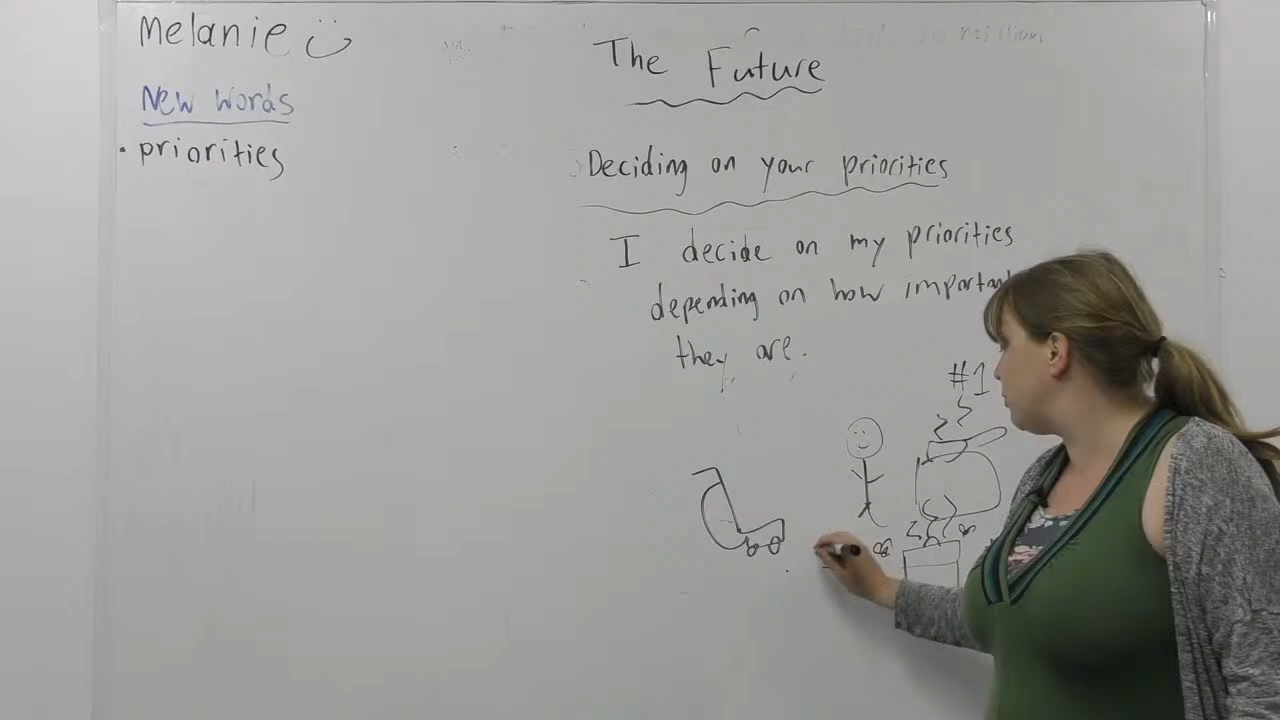 Melanie
New Words
• priorities
The Future
Deciding on your priorities
I decide on my priorities
depending on how important
they are.
#1